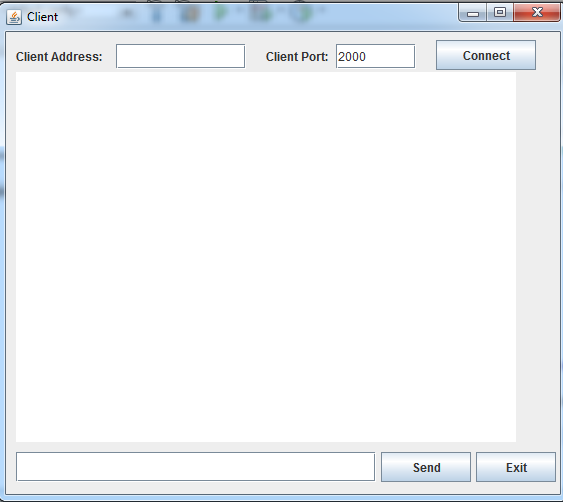 Client
Client Address: Client Port: 2000 Connect
Send Exit